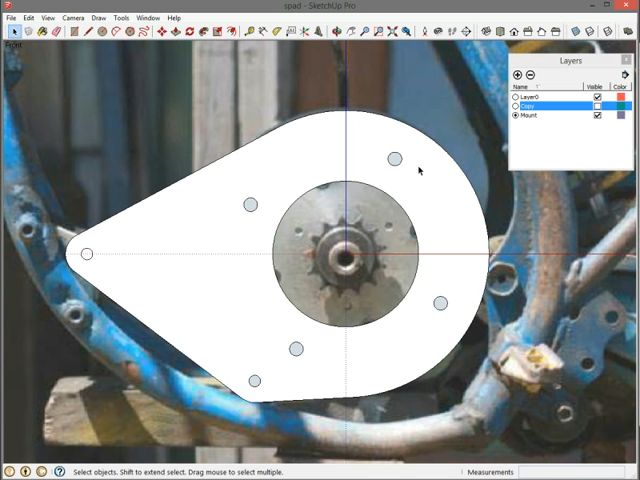 spad - SketchUp Pro
File Edit View Camera Draw Tools Window Help
Front
Layers
Name Visible Color
Layer0
Copy
Mount
Select objects. Shift to extend select. Drag mouse to select multiple.
Measurements